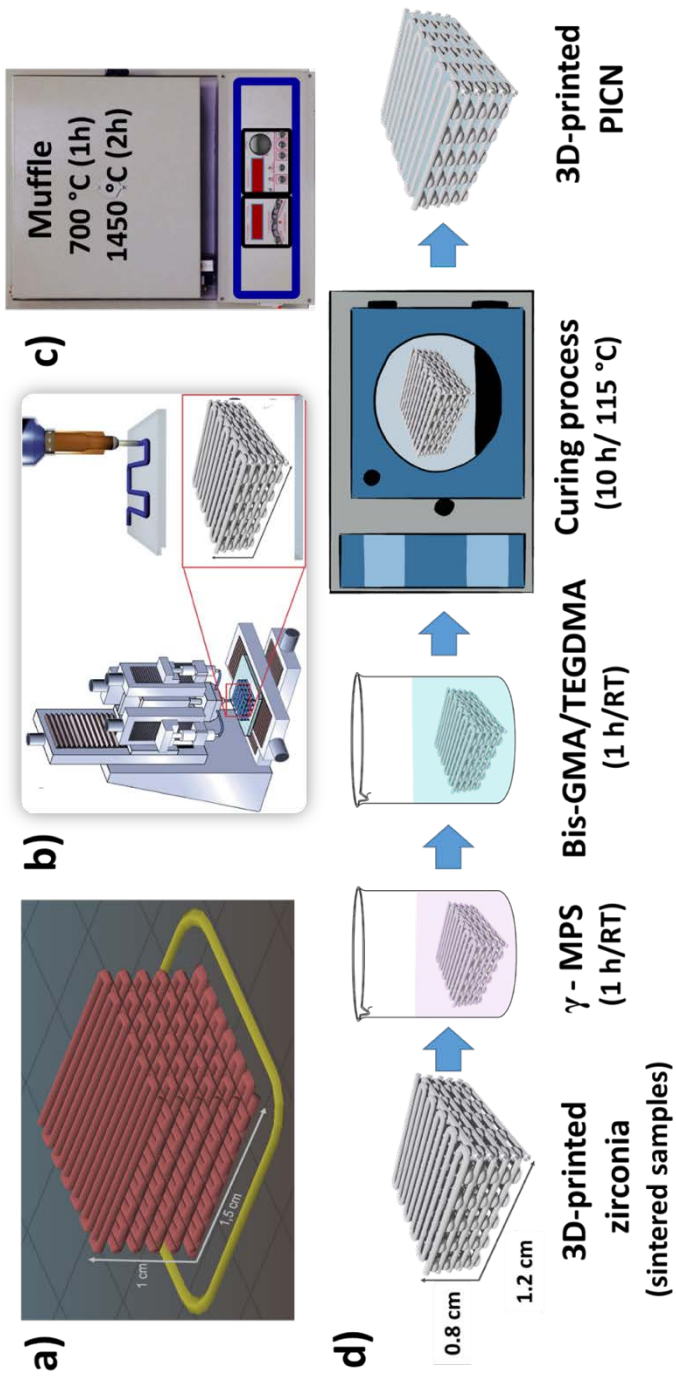 a)
1 cm
1,5 cm
b)
c)
Muffle
700 °C (1h)
1450 °C (2h)
d)
0.8 cm
1.2 cm
3D-printed
zirconia
(sintered samples)
γ - MPS
(1 h/RT)
Bis-GMA/TEGDMA
(1 h/RT)
Curing process
(10 h/ 115 °C)
3D-printed
PICN